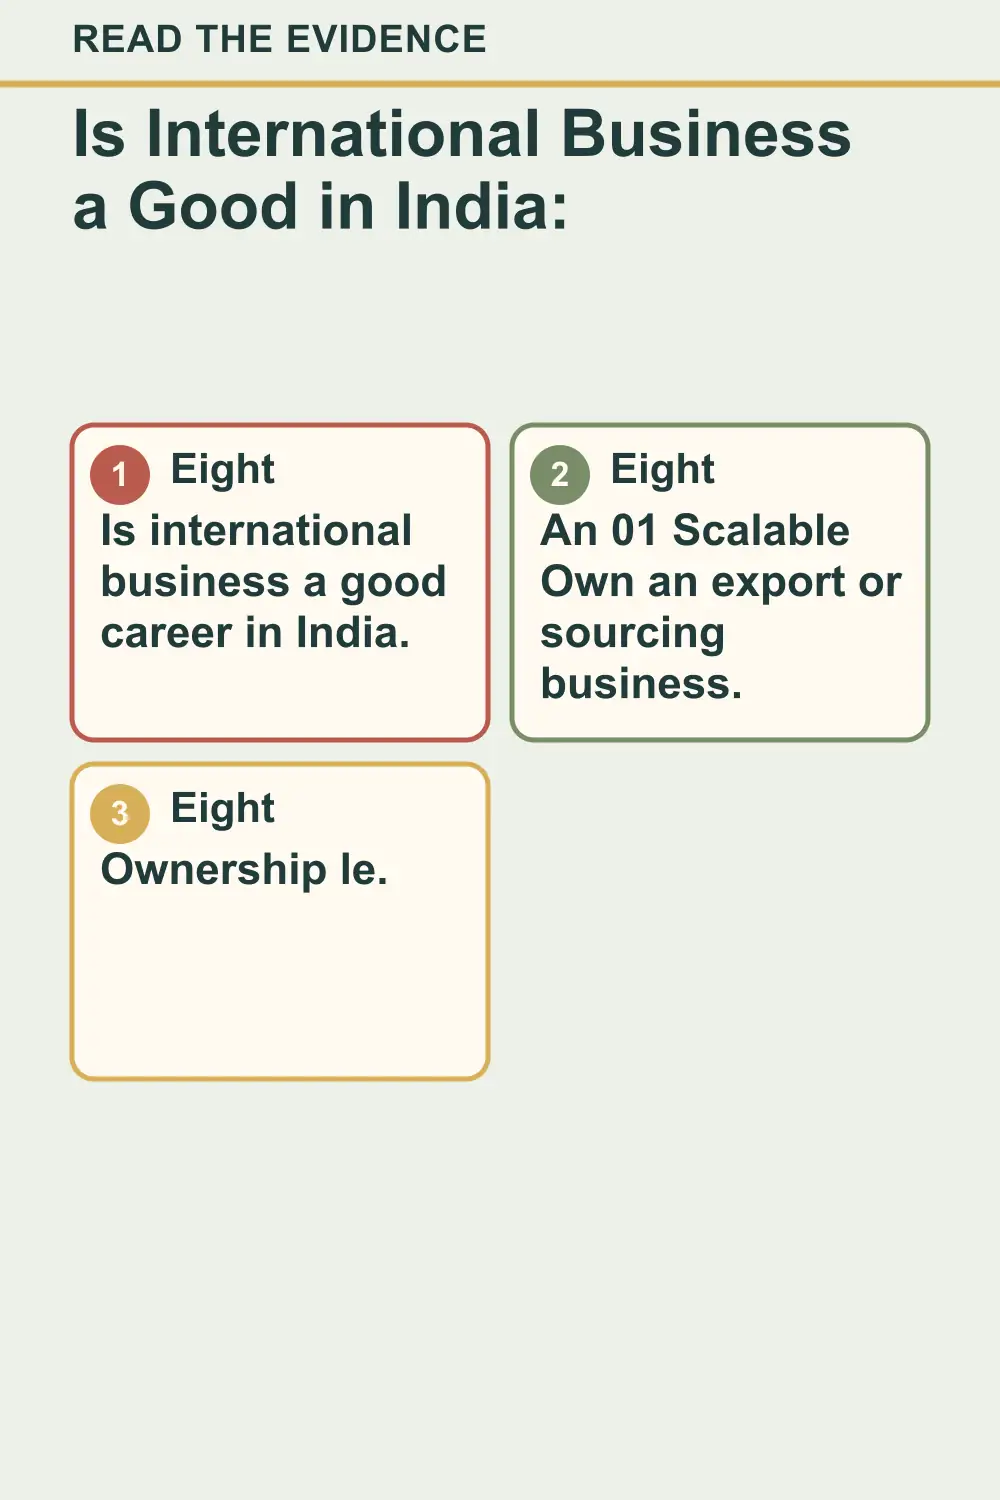 READ THE EVIDENCE
Is International Business
a Good in India:
1 Eight
Is international
business a good
career in India.
2 Eight
An 01 Scalable
Own an export or
sourcing
business.
3 Eight
Ownership le.